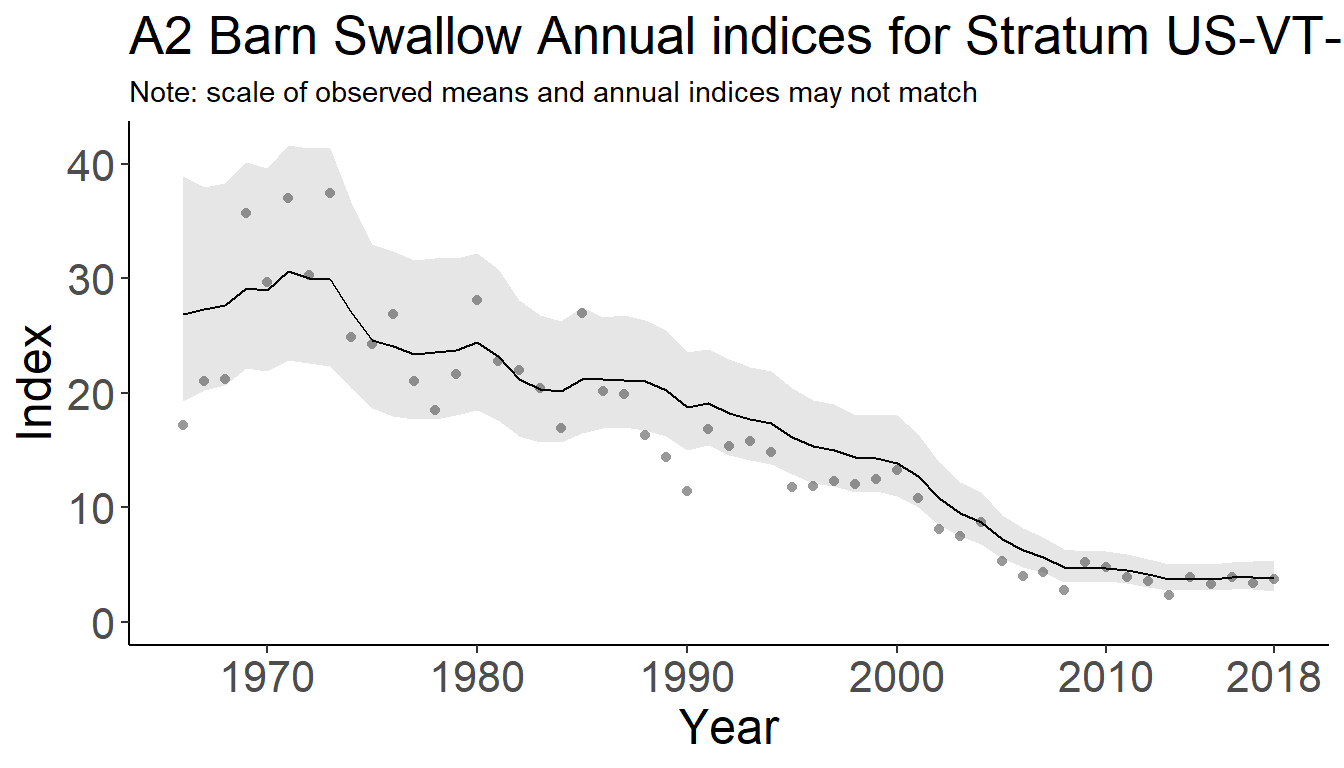 A2 Barn Swallow Annual indices for Stratum US-VT-
Note: scale of observed means and annual indices may not match
40
30
20
10
0
Index
1970 1980 1990 2000 2010 2018
Year